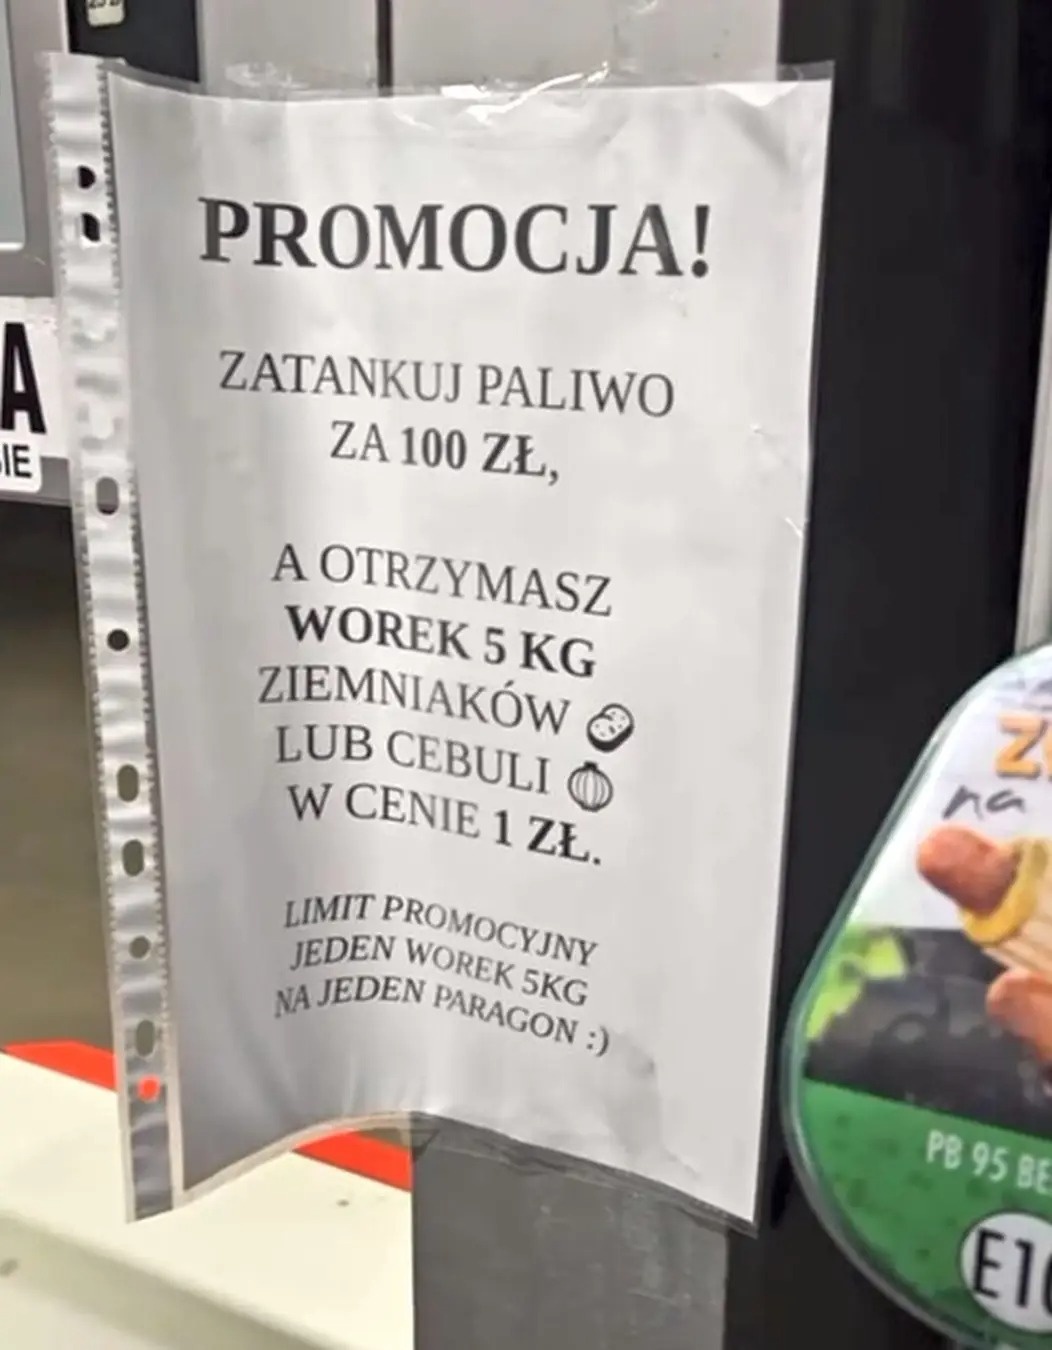 PROMOCJA!
ZATANKUJ PALIWO
ZA 100 ZŁ,
A OTRZYMASZ
WOREK 5 KG
ZIEMNIAKÓW
LUB CEBULI
W CENIE 1 ZŁ.
LIMIT PROMOCYJNY
JEDEN WOREK 5KG
NA JEDEN PARAGON :)
na
PB 95